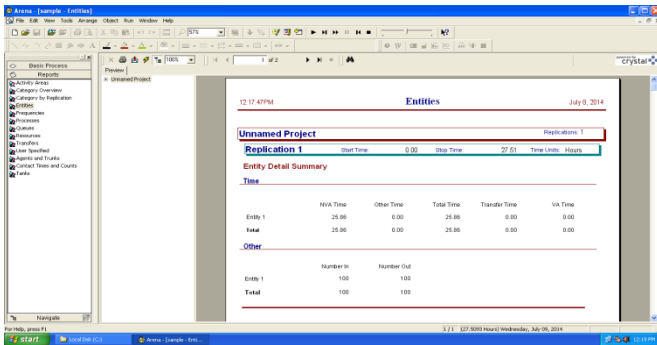 Arena - [sample - Entities]
File Edit View Tools Arrange Object Run Window Help
57%
100% 1 of 2
powered by
crystal
Basic Process
Reports
Activity Areas
Category Overview
Category by Replication
Entities
Frequencies
Processes
Queues
Resources
Transfers
User Specified
Agents and Trunks
Contact Times and Counts
Tanks
Navigate
Preview
Unnamed Project
12:17:47PM Entities July 8, 2014
Unnamed Project Replications: 1
Replication 1 Start Time: 0.00 Stop Time: 27.51 Time Units: Hours
Entity Detail Summary
Time
NVA Time Other Time Total Time Transfer Time VA Time
Entity 1 25.86 0.00 25.86 0.00 0.00
Total 25.86 0.00 25.86 0.00 0.00
Other
Number In Number Out
Entity 1 100 100
Total 100 100
For Help, press F1 1 / 1 (27.5093 Hours) Wednesday, July 09, 2014
start Local Disk (C:) Arena - [sample - Enti... 12:18 PM